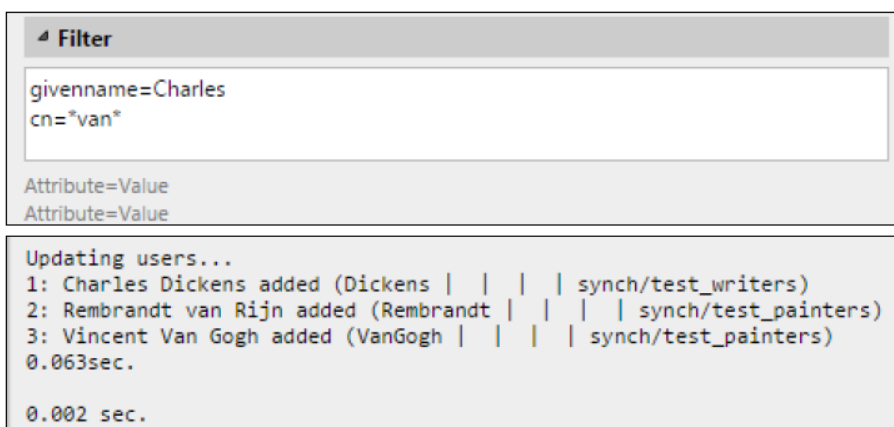 Filter
givenname=Charles
cn=*van*
Attribute=Value
Attribute=Value
Updating users...
1: Charles Dickens added (Dickens | | | | synch/test_writers)
2: Rembrandt van Rijn added (Rembrandt | | | | synch/test_painters)
3: Vincent Van Gogh added (VanGogh | | | | synch/test_painters)
0.063sec.
0.002 sec.